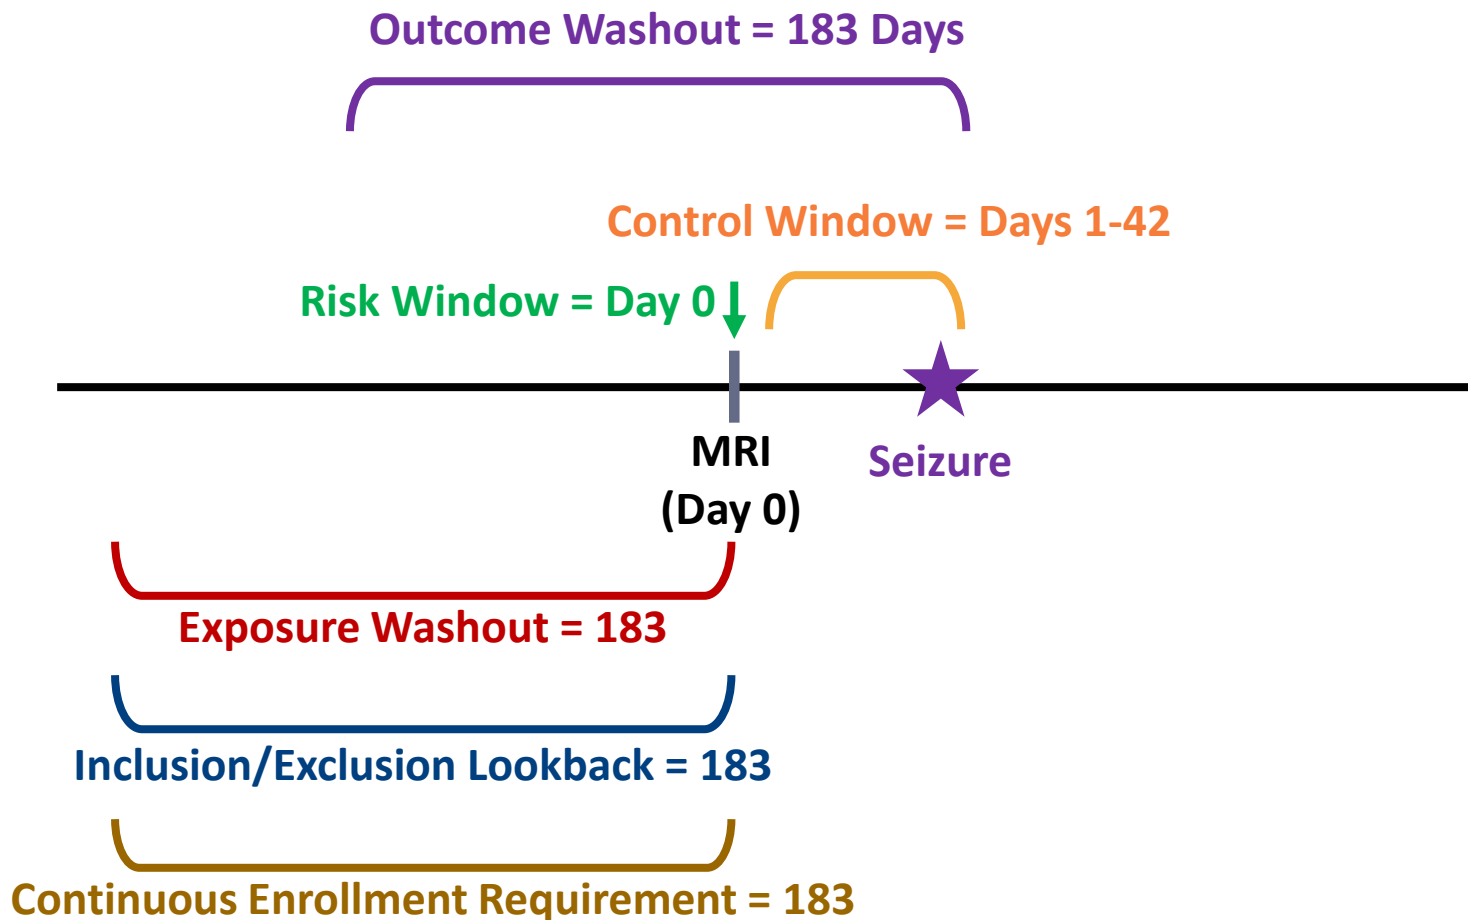 Outcome Washout = 183 Days
Control Window = Days 1-42
Risk Window = Day 0
MRI
(Day 0)
Seizure
Exposure Washout = 183
Inclusion/Exclusion Lookback = 183
Continuous Enrollment Requirement = 183